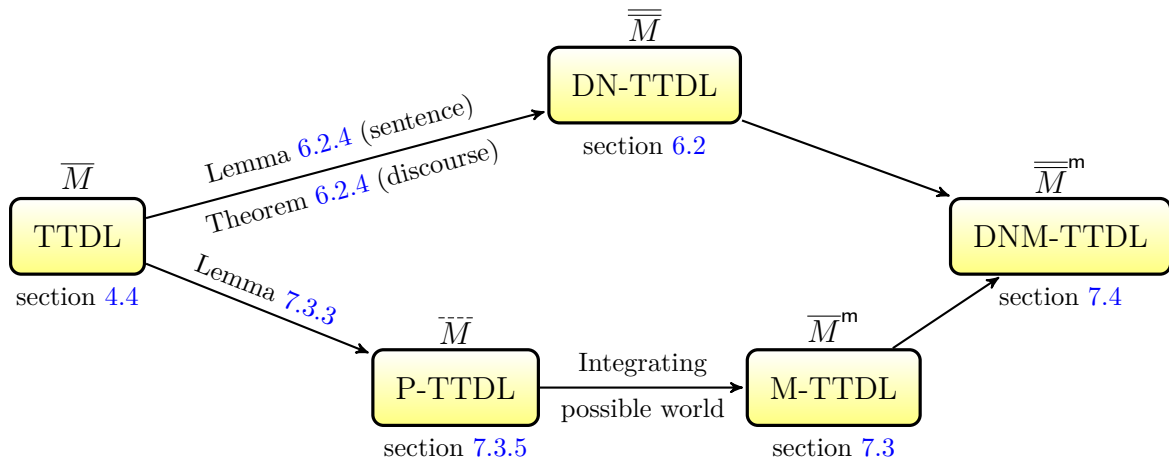 M
DN-TTDL
section 6.2
Lemma 6.2.4 (sentence)
Theorem 6.2.4 (discourse)
M
TTDL
section 4.4
M^m
DNM-TTDL
section 7.4
Lemma 7.3.3
M
P-TTDL
section 7.3.5
Integrating
possible world
M^m
M-TTDL
section 7.3